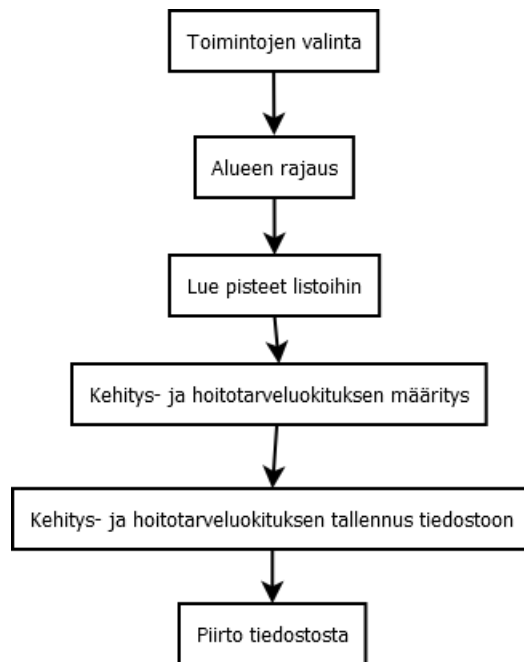 Toimintojen valinta
Alueen rajaus
Lue pisteet listoihin
Kehitys- ja hoitotarveluokituksen määritys
Kehitys- ja hoitotarveluokituksen tallennus tiedostoon
Piirto tiedostosta